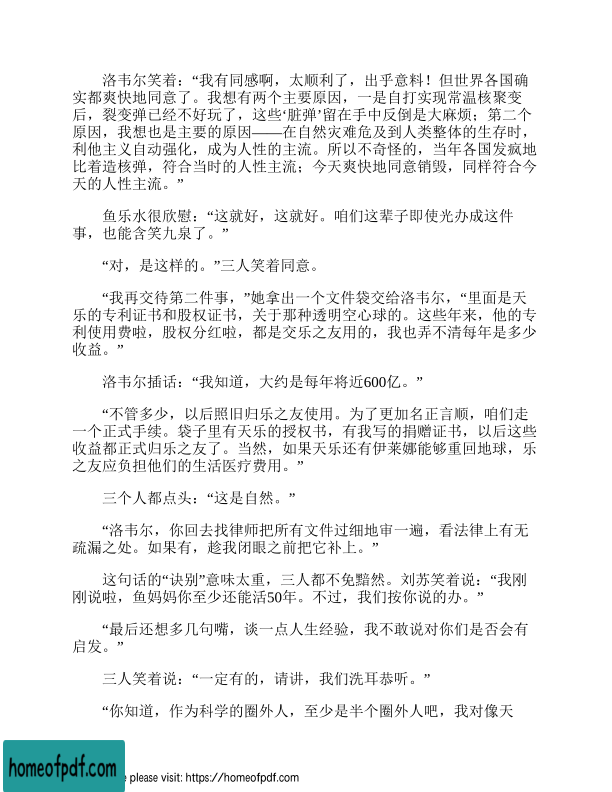 洛韦尔笑着：“我有同感啊，太顺利了，出乎意料！但世界各国确
实都爽快地同意了。我想有两个主要原因，一是自打实现常温核聚变
后，裂变弹已经不好玩了，这些‘脏弹’留在手中反倒是大麻烦；第二个
原因，我想也是主要的原因——在自然灾难危及到人类整体的生存时，
利他主义自动强化，成为人性的主流。所以不奇怪的，当年各国发疯地
比着造核弹，符合当时的人性主流；今天爽快地同意销毁，同样符合今
天的人性主流。”
鱼乐水很欣慰：“这就好，这就好。咱们这辈子即使光办成这件
事，也能含笑九泉了。”
“对，是这样的。”三人笑着同意。
“我再交待第二件事，”她拿出一个文件袋交给洛韦尔，“里面是天
乐的专利证书和股权证书，关于那种透明空心球的。这些年来，他的专
利使用费啦，股权分红啦，都是交乐之友用的，我也弄不清每年是多少
收益。”
洛韦尔插话：“我知道，大约是每年将近600亿。”
“不管多少，以后照旧归乐之友使用。为了更加名正言顺，咱们走
一个正式手续。袋子里有天乐的授权书，有我写的捐赠证书，以后这些
收益都正式归乐之友了。当然，如果天乐还有伊莱娜能够重回地球，乐
之友应负担他们的生活医疗费用。”
三个人都点头：“这是自然。”
“洛韦尔，你回去找律师把所有文件过细地审一遍，看法律上有无
疏漏之处。如果有，趁我闭眼之前把它补上。”
这句话的“诀别”意味太重，三人都不免黯然。刘苏笑着说：“我刚
刚说啦，鱼妈妈你至少还能活50年。不过，我们按你说的办。”
“最后还想多几句嘴，谈一点人生经验，我不敢说对你们是否会有
启发。”
三人笑着说：“一定有的，请讲，我们洗耳恭听。”
“你知道，作为科学的圈外人，至少是半个圈外人吧，我对像天
homeofpdf.com
e please visit: https://homeofpdf.com